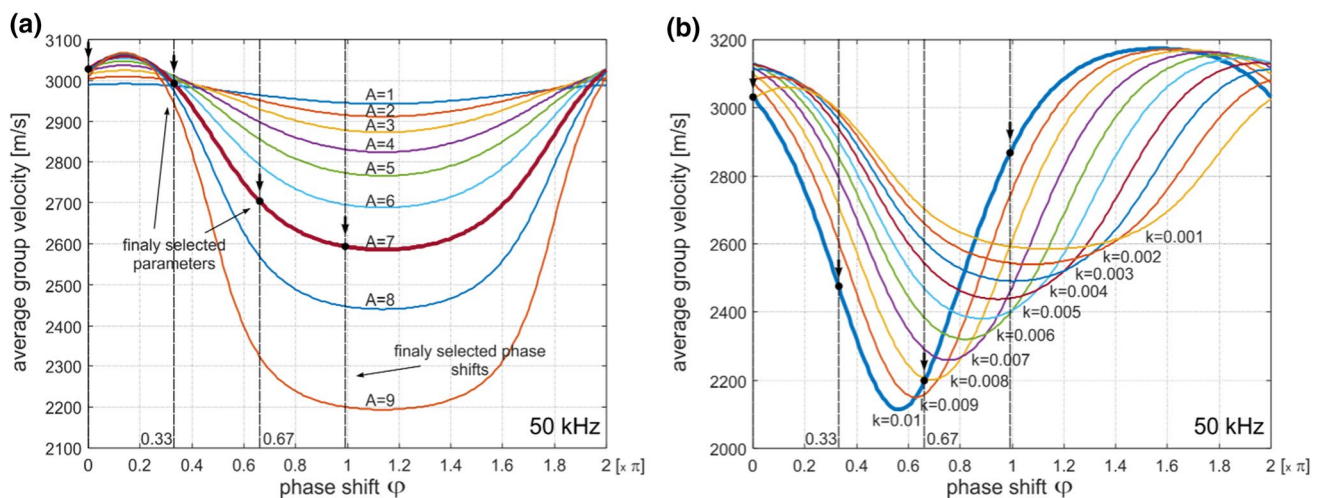 (a)
average group velocity [m/s]
3100
3000
2900
2800
2700
2600
2500
2400
2300
2200
2100
A=1
A=2
A=3
A=4
A=5
A=6
A=7
A=8
A=9
finaly selected
parameters
finaly selected phase
shifts
50 kHz
0.33
0.67
0 0.2 0.4 0.6 0.8 1 1.2 1.4 1.6 1.8 2 [× π]
phase shift φ
(b)
average group velocity [m/s]
3200
3000
2800
2600
2400
2200
2000
k=0.001
k=0.002
k=0.003
k=0.004
k=0.005
k=0.006
k=0.007
k=0.008
k=0.009
k=0.01
50 kHz
0.33
0.67
0 0.2 0.4 0.6 0.8 1 1.2 1.4 1.6 1.8 2 [× π]
phase shift φ